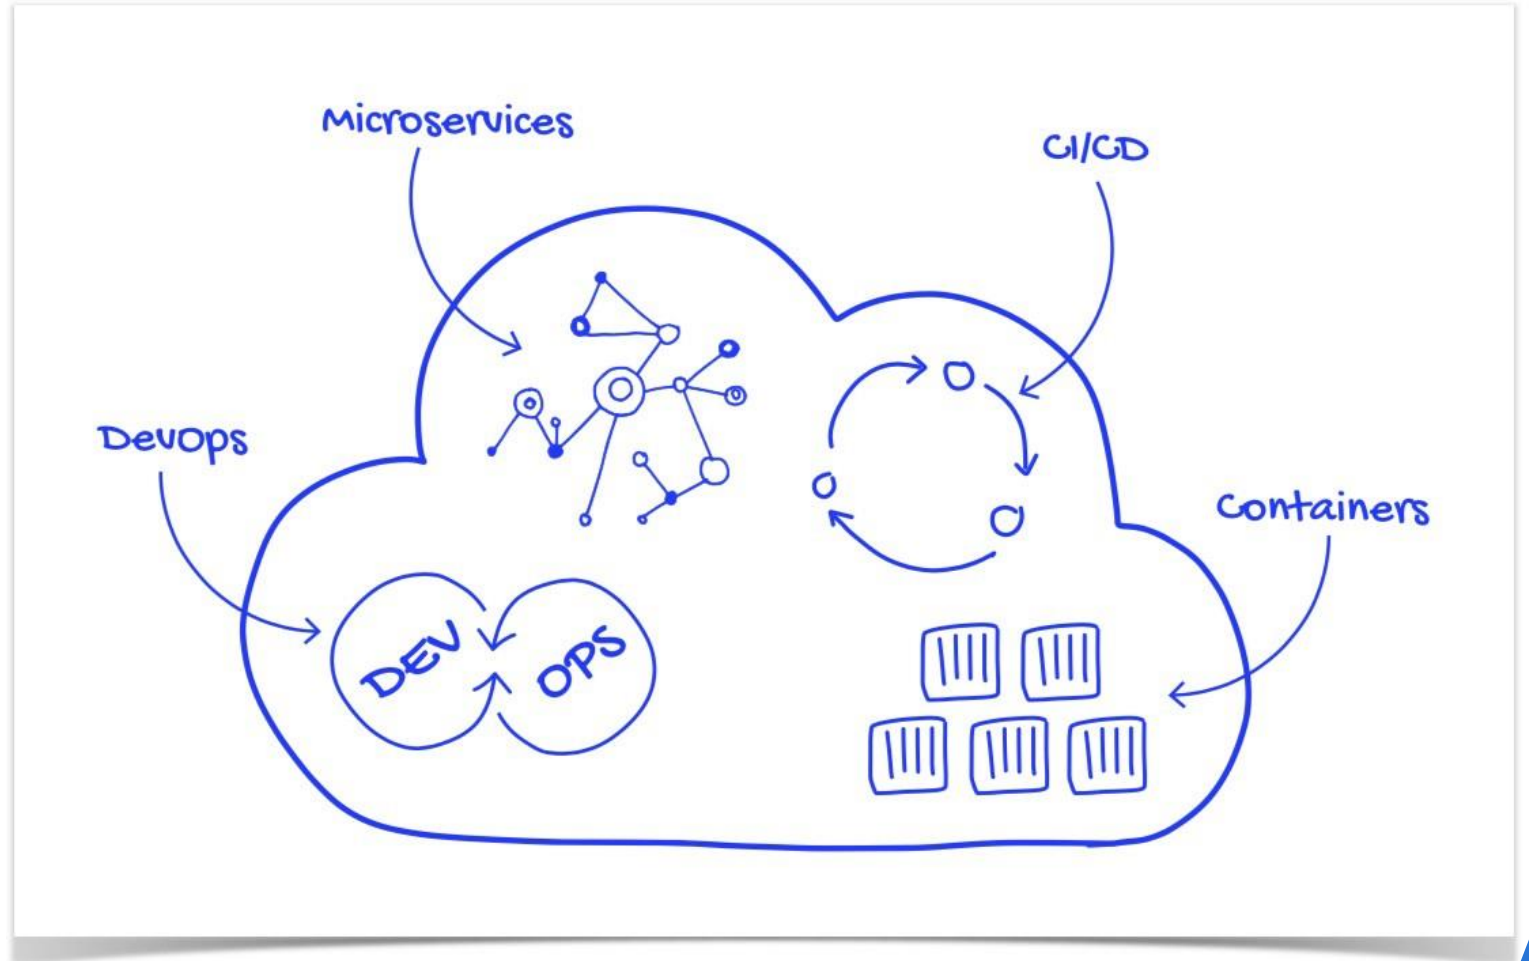 Microservices
CI/CD
Devops
Containers
DEV
OPS